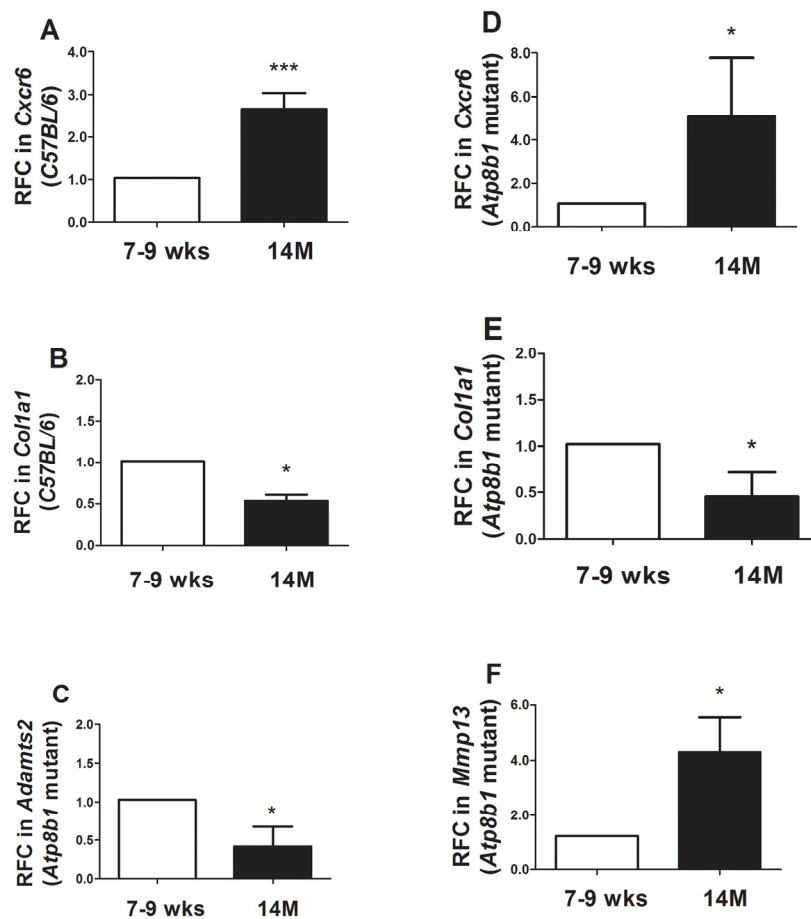 A
RFC in Cxcr6
(C57BL/6)
4.0
3.0
2.0
1.0
0.0
***
7-9 wks 14M
D
RFC in Cxcr6
(Atp8b1 mutant)
8.0
6.0
4.0
2.0
0.0
*
7-9 wks 14M
B
RFC in Col1a1
(C57BL/6)
2.0
1.5
1.0
0.5
0.0
*
7-9 wks 14M
E
RFC in Col1a1
(Atp8b1 mutant)
2.0
1.5
1.0
0.5
0.0
*
7-9 wks 14M
C
RFC in Adamts2
(Atp8b1 mutant)
2.0
1.5
1.0
0.5
0.0
*
7-9 wks 14M
F
RFC in Mmp13
(Atp8b1 mutant)
6.0
4.0
2.0
0.0
*
7-9 wks 14M